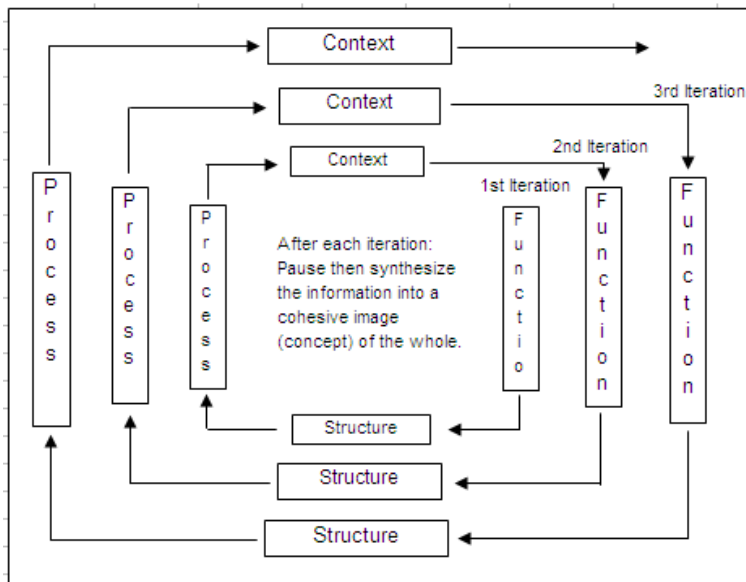 Context
Context
3rd Iteration
Context
2nd Iteration
1st Iteration
Process
Process
Process
After each iteration:
Pause then synthesize
the information into a
cohesive image
(concept) of the whole.
Functio
Function
Function
Structure
Structure
Structure